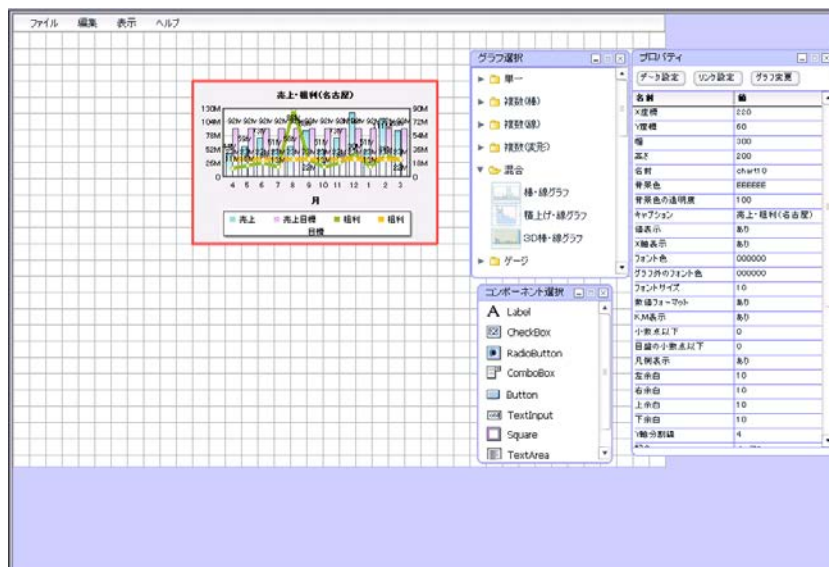 ファイル 編集 表示 ヘルプ
売上・粗利(名古屋)
130M
104M
78M
52M
26M
0
90M
72M
54M
36M
18M
0
4 5 6 7 8 9 10 11 12 1 2 3
月
売上 売上目標 粗利 粗利
目標
グラフ選択
単一
複数(棒)
複数(線)
複数(変形)
混合
棒・線グラフ
積上げ・線グラフ
3D棒・線グラフ
ゲージ
コンポーネント選択
A Label
CheckBox
RadioButton
ComboBox
Button
TextInput
Square
TextArea
プロパティ
データ設定 リンク設定 グラフ変更
名前 値
X座標 220
Y座標 60
幅 300
高さ 200
名前 chart10
背景色 EEEEEE
背景色の透明度 100
キャプション 売上・粗利(名古屋)
値表示 あり
X軸表示 あり
フォント色 000000
グラフ外のフォント色 000000
フォントサイズ 10
数値フォーマット あり
K,M表示 あり
小数点以下 0
目盛の小数点以下 0
凡例表示 あり
左余白 10
右余白 10
上余白 10
下余白 10
Y軸分割線 4